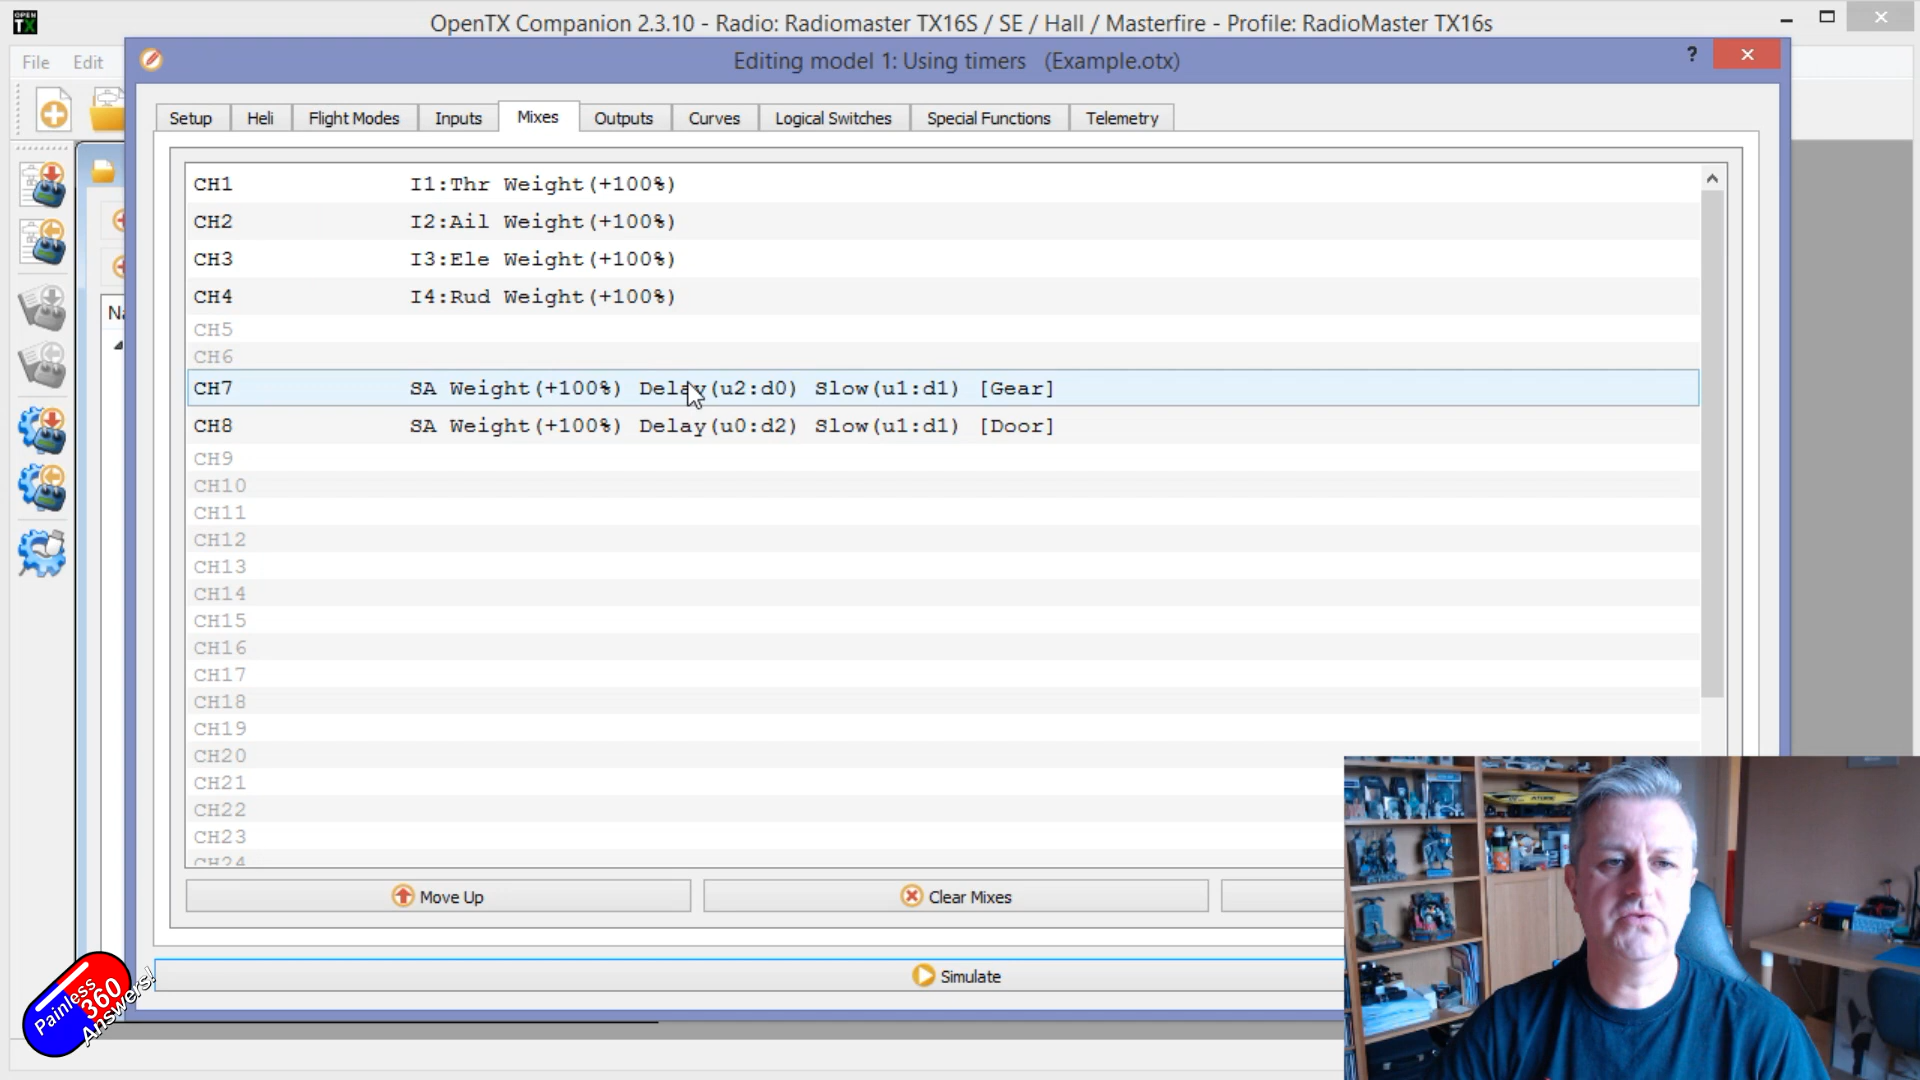 OPEN
TX
OpenTX Companion 2.3.10 - Radio: Radiomaster TX16S / SE / Hall / Masterfire - Profile: RadioMaster TX16s
File Edit
Editing model 1: Using timers (Example.otx)
?
Setup Heli Flight Modes Inputs Mixes Outputs Curves Logical Switches Special Functions Telemetry
CH1 I1:Thr Weight(+100%)
CH2 I2:Ail Weight(+100%)
CH3 I3:Ele Weight(+100%)
CH4 I4:Rud Weight(+100%)
CH5
CH6
CH7 SA Weight(+100%) Delay(u2:d0) Slow(u1:d1) [Gear]
CH8 SA Weight(+100%) Delay(u0:d2) Slow(u1:d1) [Door]
CH9
CH10
CH11
CH12
CH13
CH14
CH15
CH16
CH17
CH18
CH19
CH20
CH21
CH22
CH23
CH24
Move Up Clear Mixes
Simulate
Painless
360
Answers!